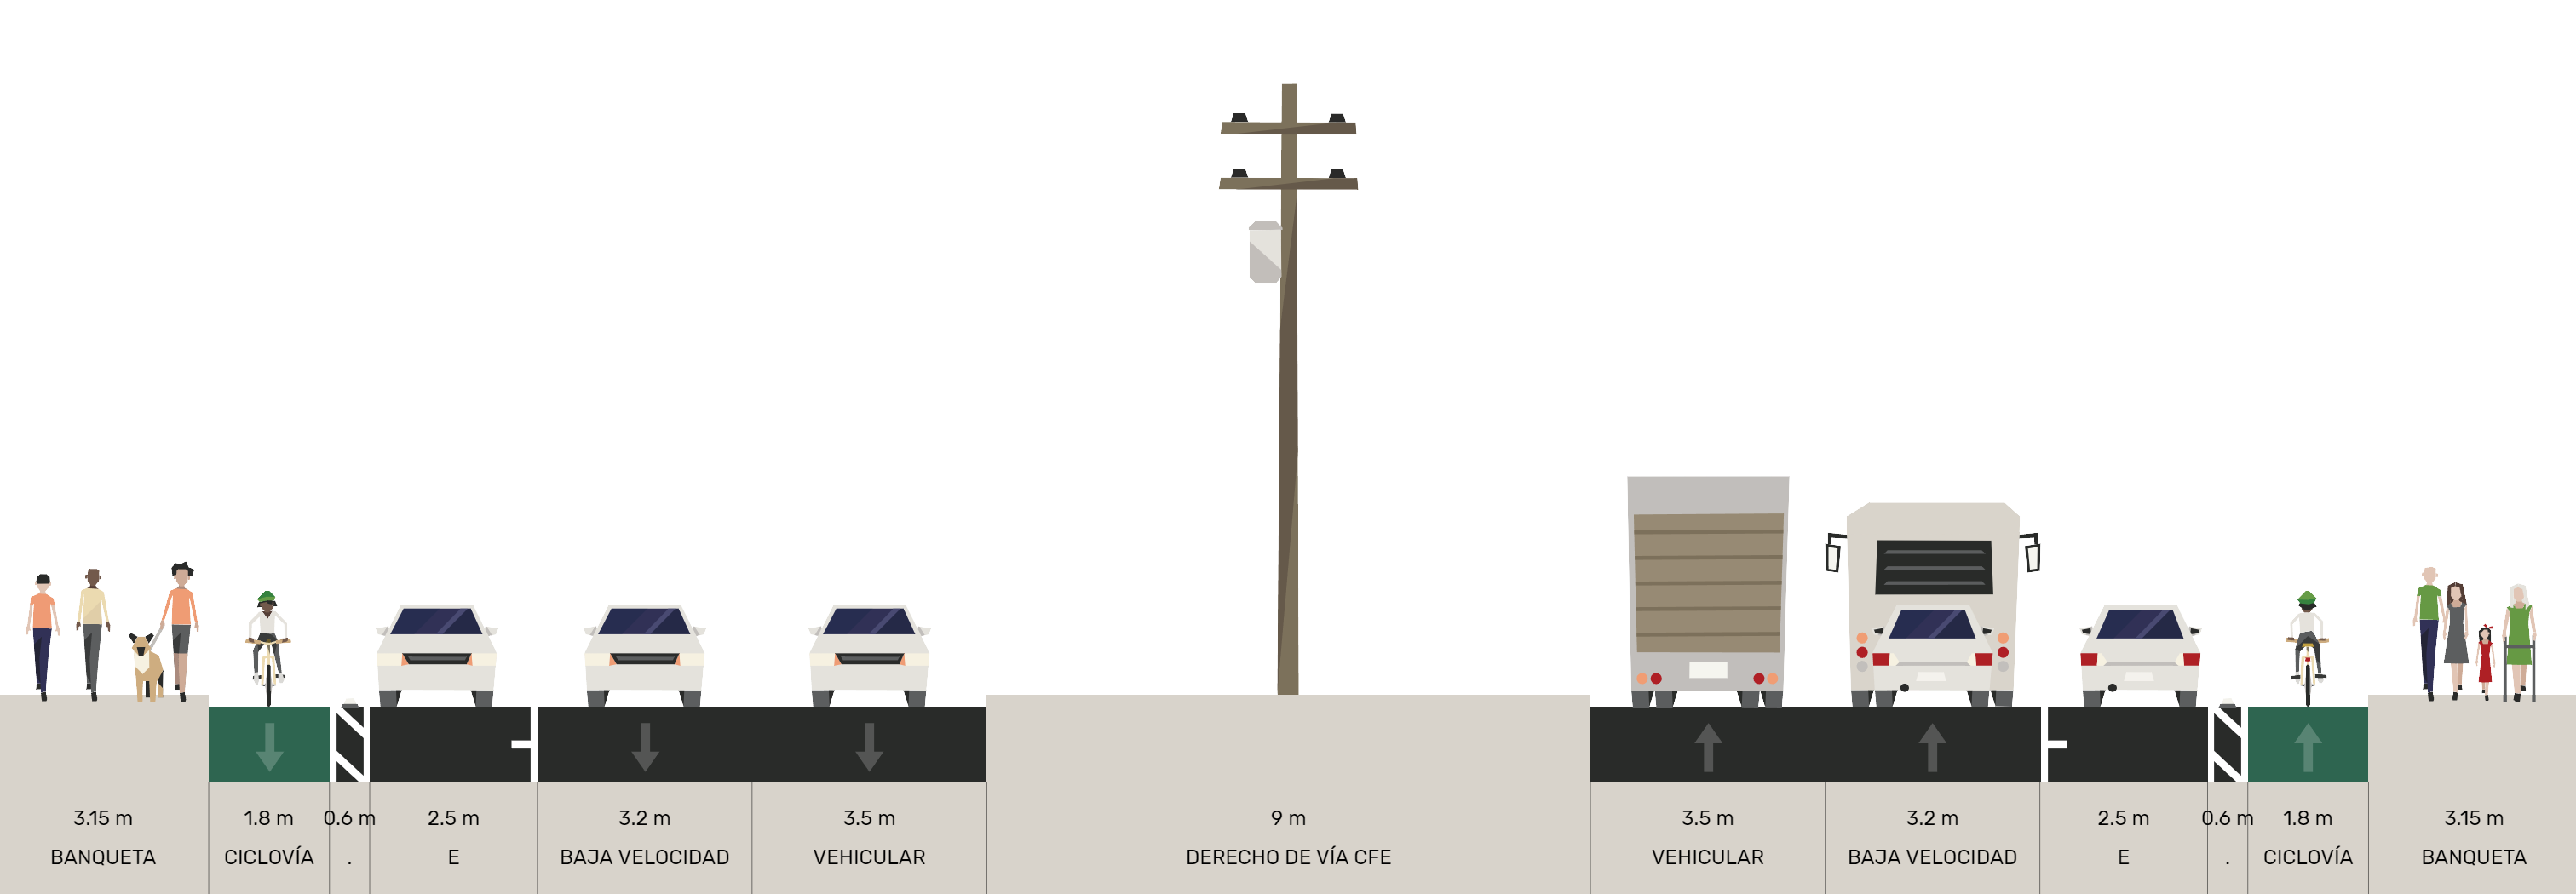 3.15 m 1.8 m 0.6 m 2.5 m 3.2 m 3.5 m 9 m 3.5 m 3.2 m 2.5 m 0.6 m 1.8 m 3.15 m
BANQUETA CICLOVÍA . E BAJA VELOCIDAD VEHICULAR DERECHO DE VÍA CFE VEHICULAR BAJA VELOCIDAD E . CICLOVÍA BANQUETA